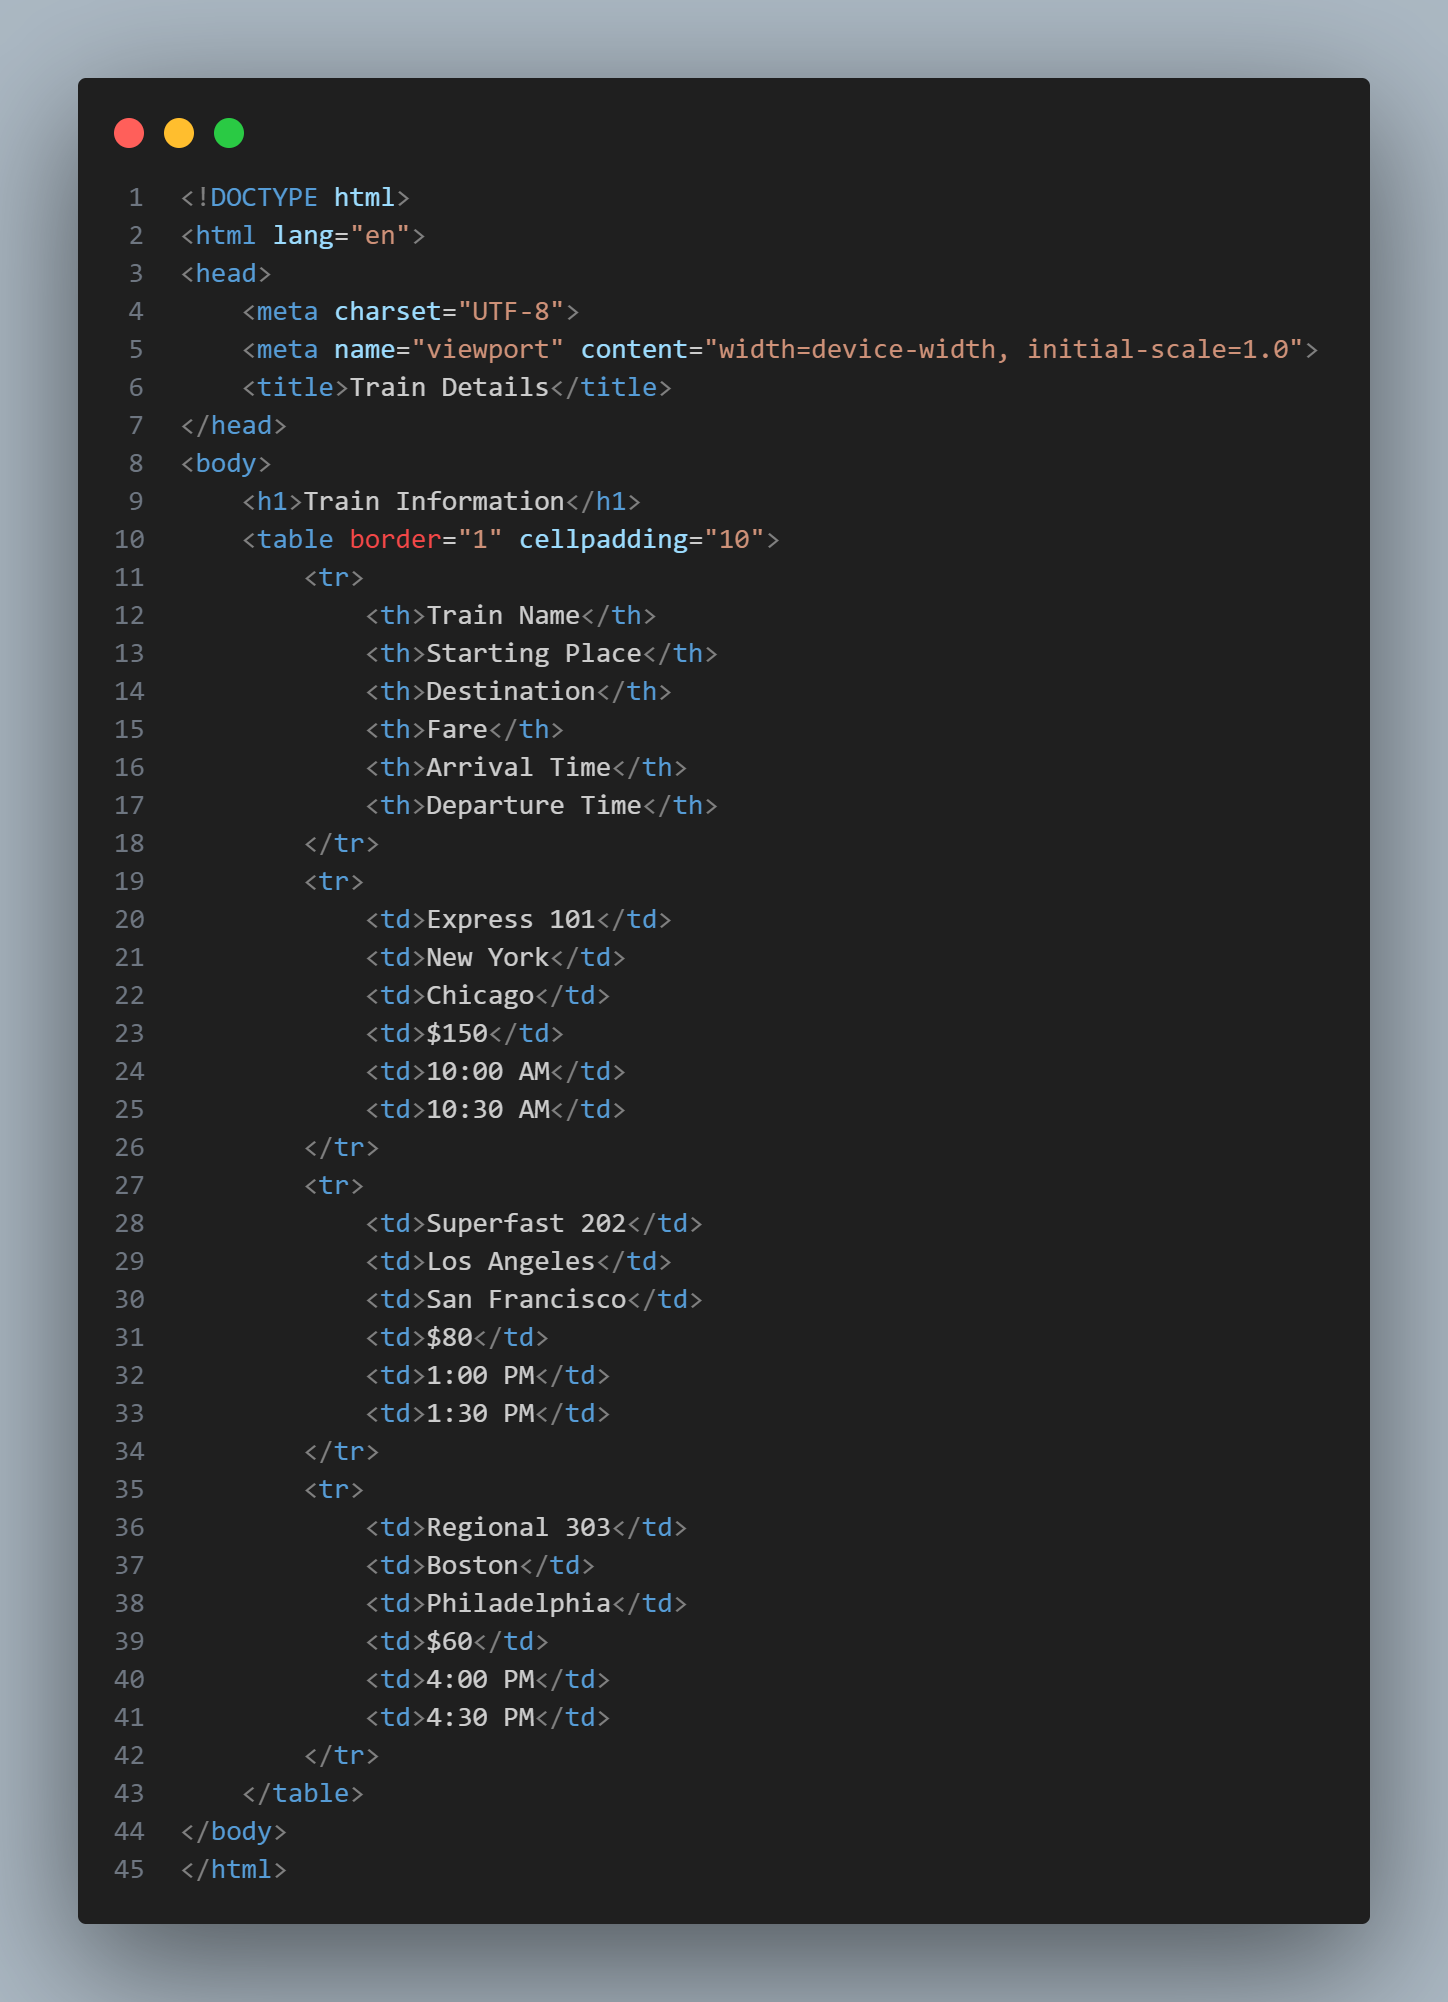 1 <!DOCTYPE html>
2 <html lang="en">
3 <head>
4     <meta charset="UTF-8">
5     <meta name="viewport" content="width=device-width, initial-scale=1.0">
6     <title>Train Details</title>
7 </head>
8 <body>
9     <h1>Train Information</h1>
10     <table border="1" cellpadding="10">
11         <tr>
12             <th>Train Name</th>
13             <th>Starting Place</th>
14             <th>Destination</th>
15             <th>Fare</th>
16             <th>Arrival Time</th>
17             <th>Departure Time</th>
18         </tr>
19         <tr>
20             <td>Express 101</td>
21             <td>New York</td>
22             <td>Chicago</td>
23             <td>$150</td>
24             <td>10:00 AM</td>
25             <td>10:30 AM</td>
26         </tr>
27         <tr>
28             <td>Superfast 202</td>
29             <td>Los Angeles</td>
30             <td>San Francisco</td>
31             <td>$80</td>
32             <td>1:00 PM</td>
33             <td>1:30 PM</td>
34         </tr>
35         <tr>
36             <td>Regional 303</td>
37             <td>Boston</td>
38             <td>Philadelphia</td>
39             <td>$60</td>
40             <td>4:00 PM</td>
41             <td>4:30 PM</td>
42         </tr>
43     </table>
44 </body>
45 </html>